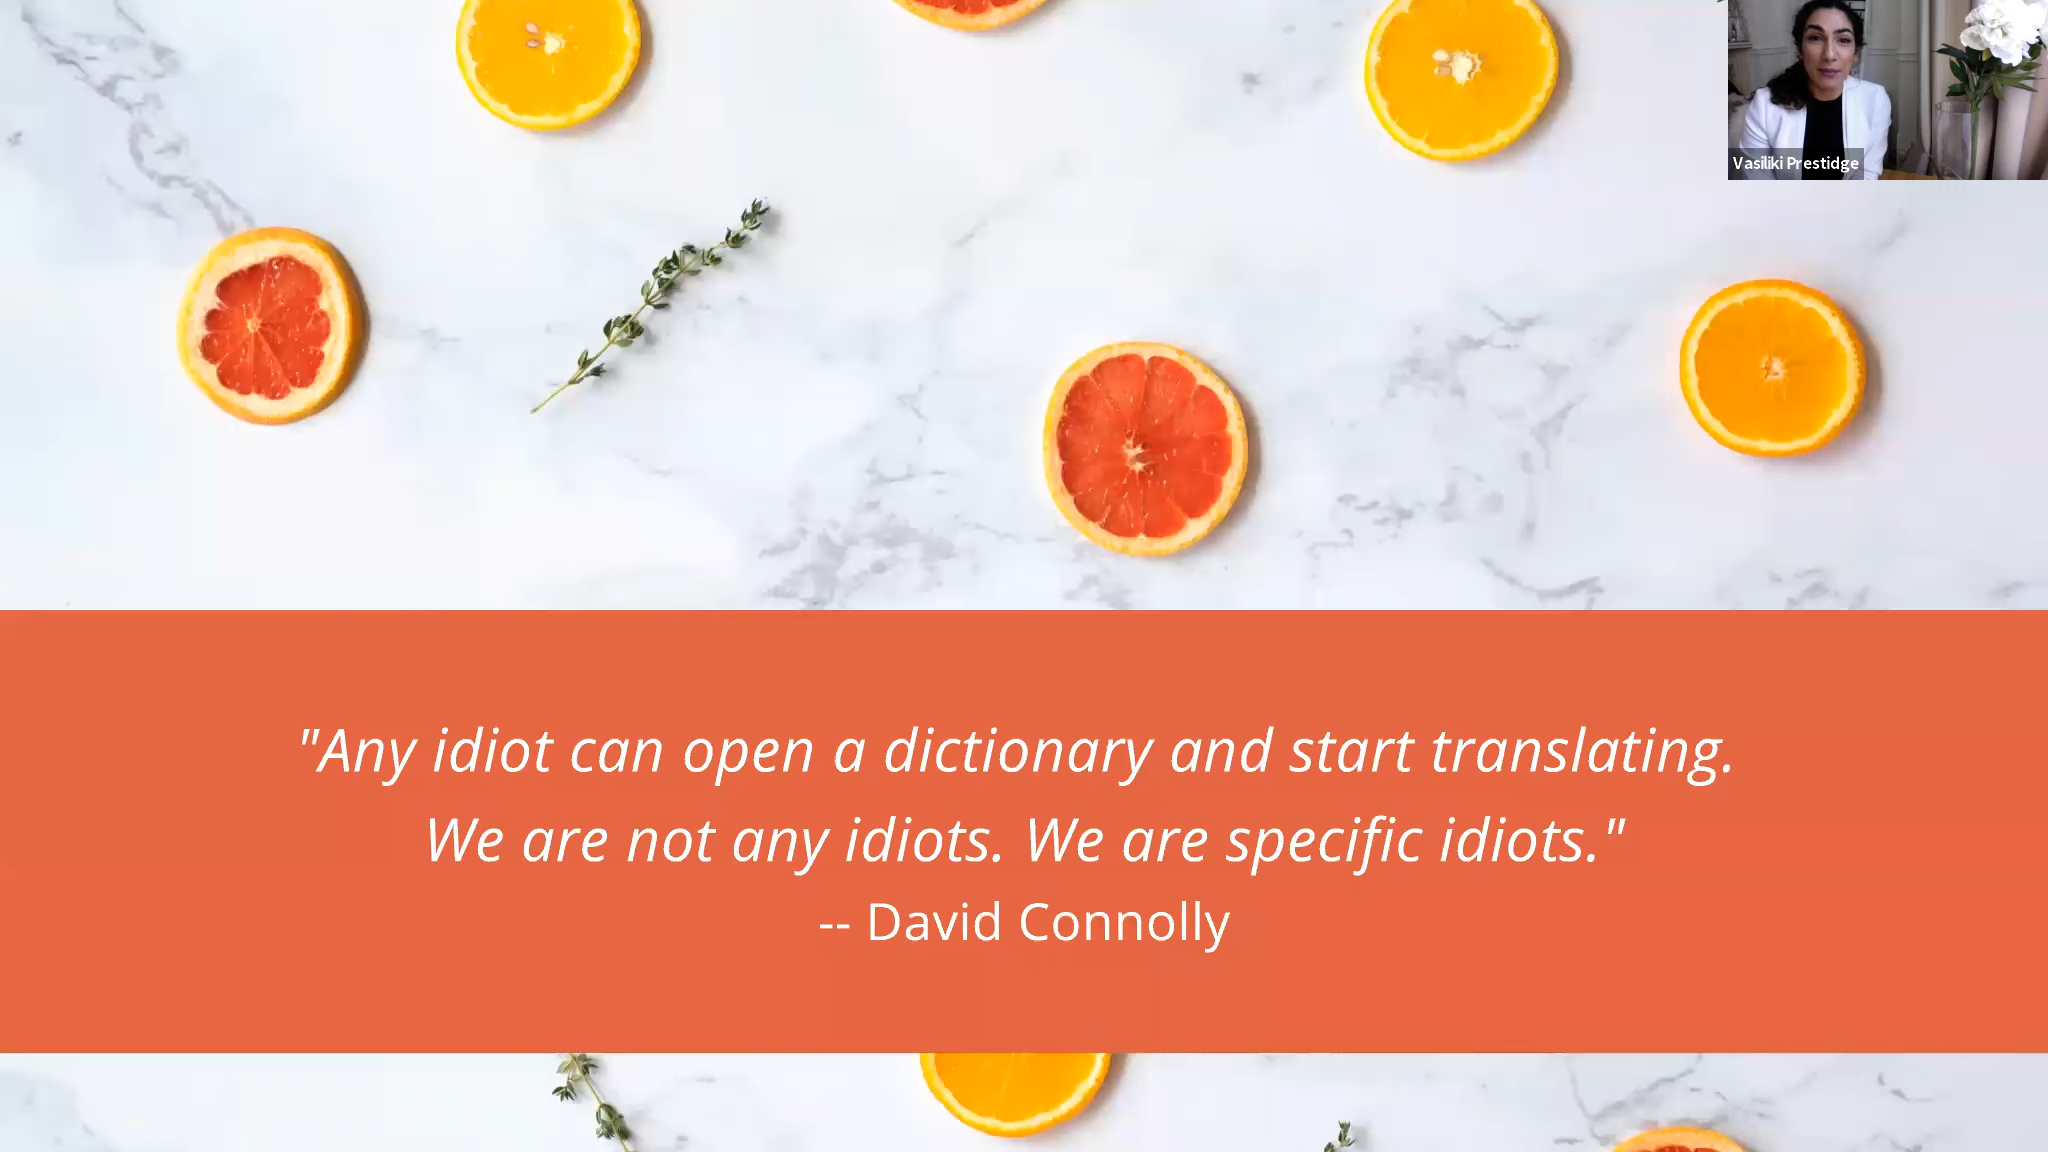 Vasiliki Prestidge
"Any idiot can open a dictionary and start translating.
We are not any idiots. We are specific idiots."
-- David Connolly